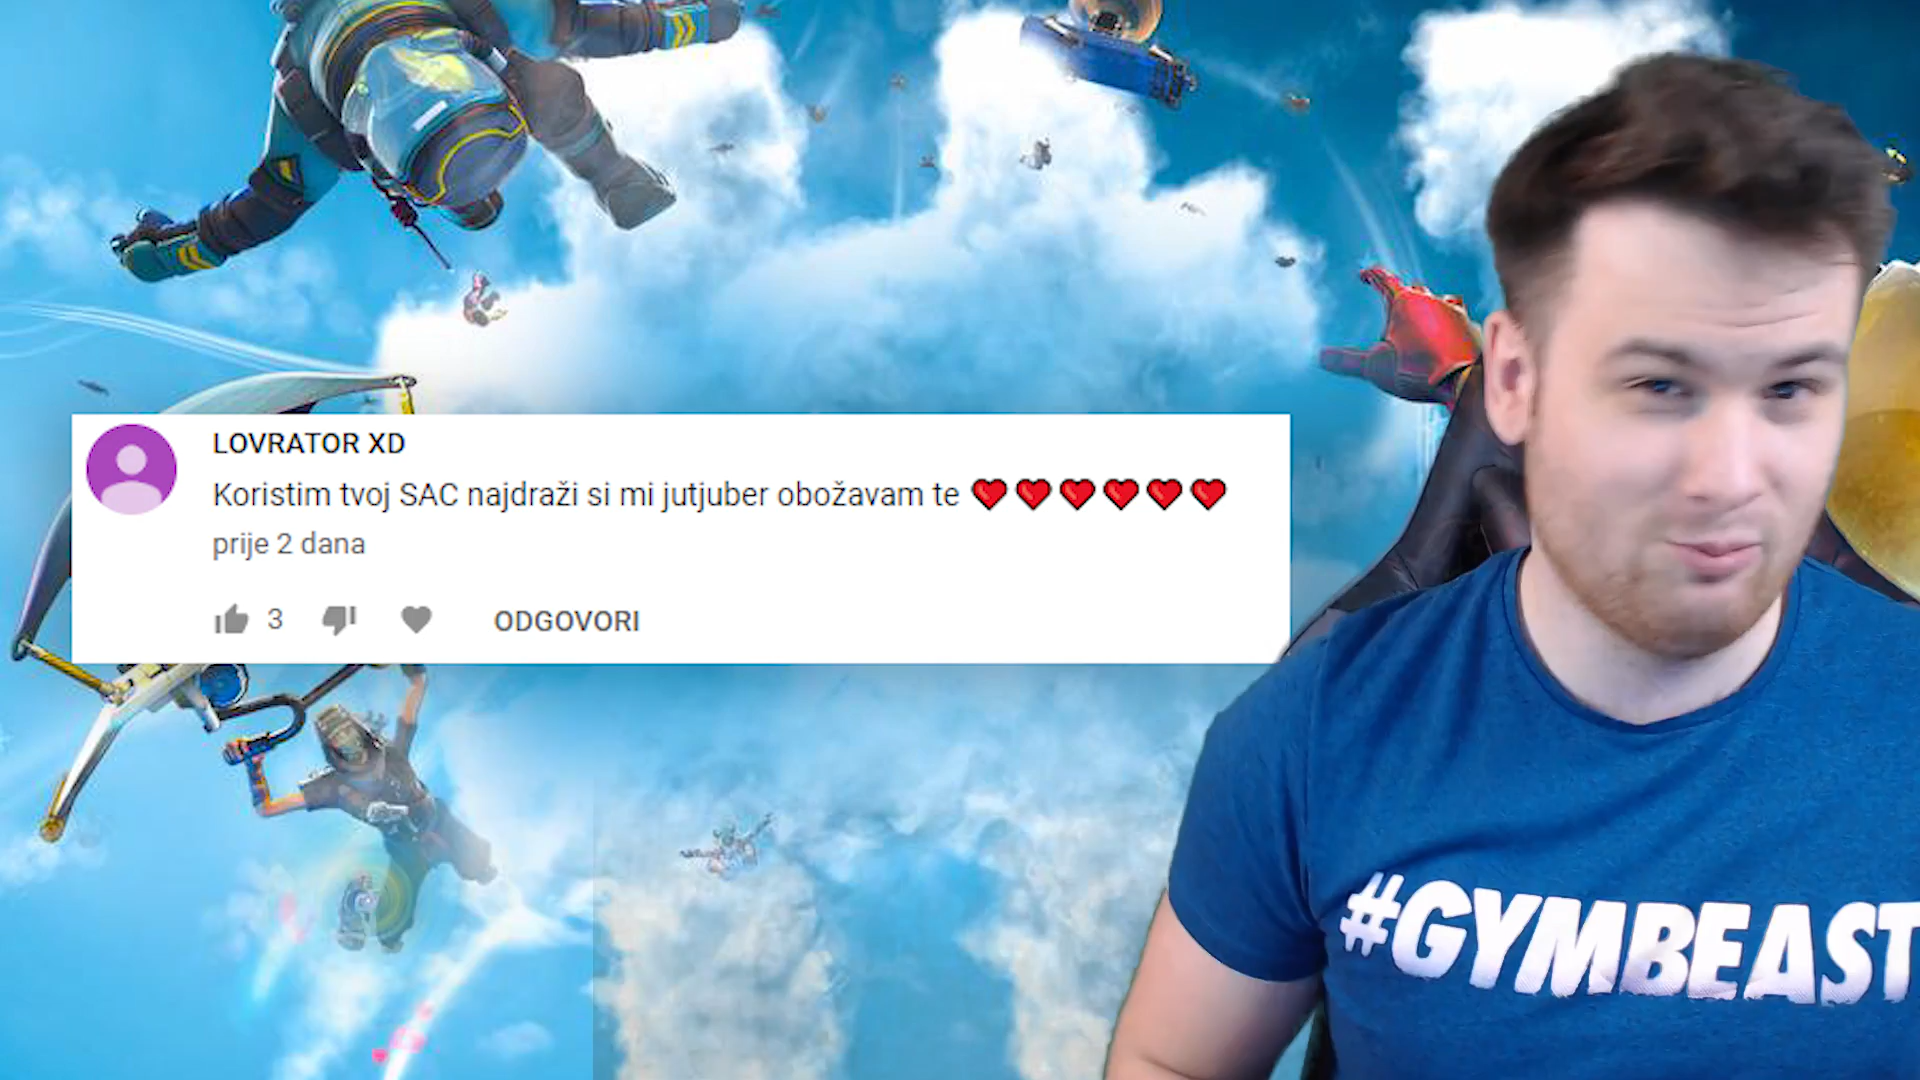 LOVRATOR XD
Koristim tvoj SAC najdraži si mi jutjuber obožavam te ❤❤❤❤❤❤
prije 2 dana
3 ODGOVORI
#GYMBEAST